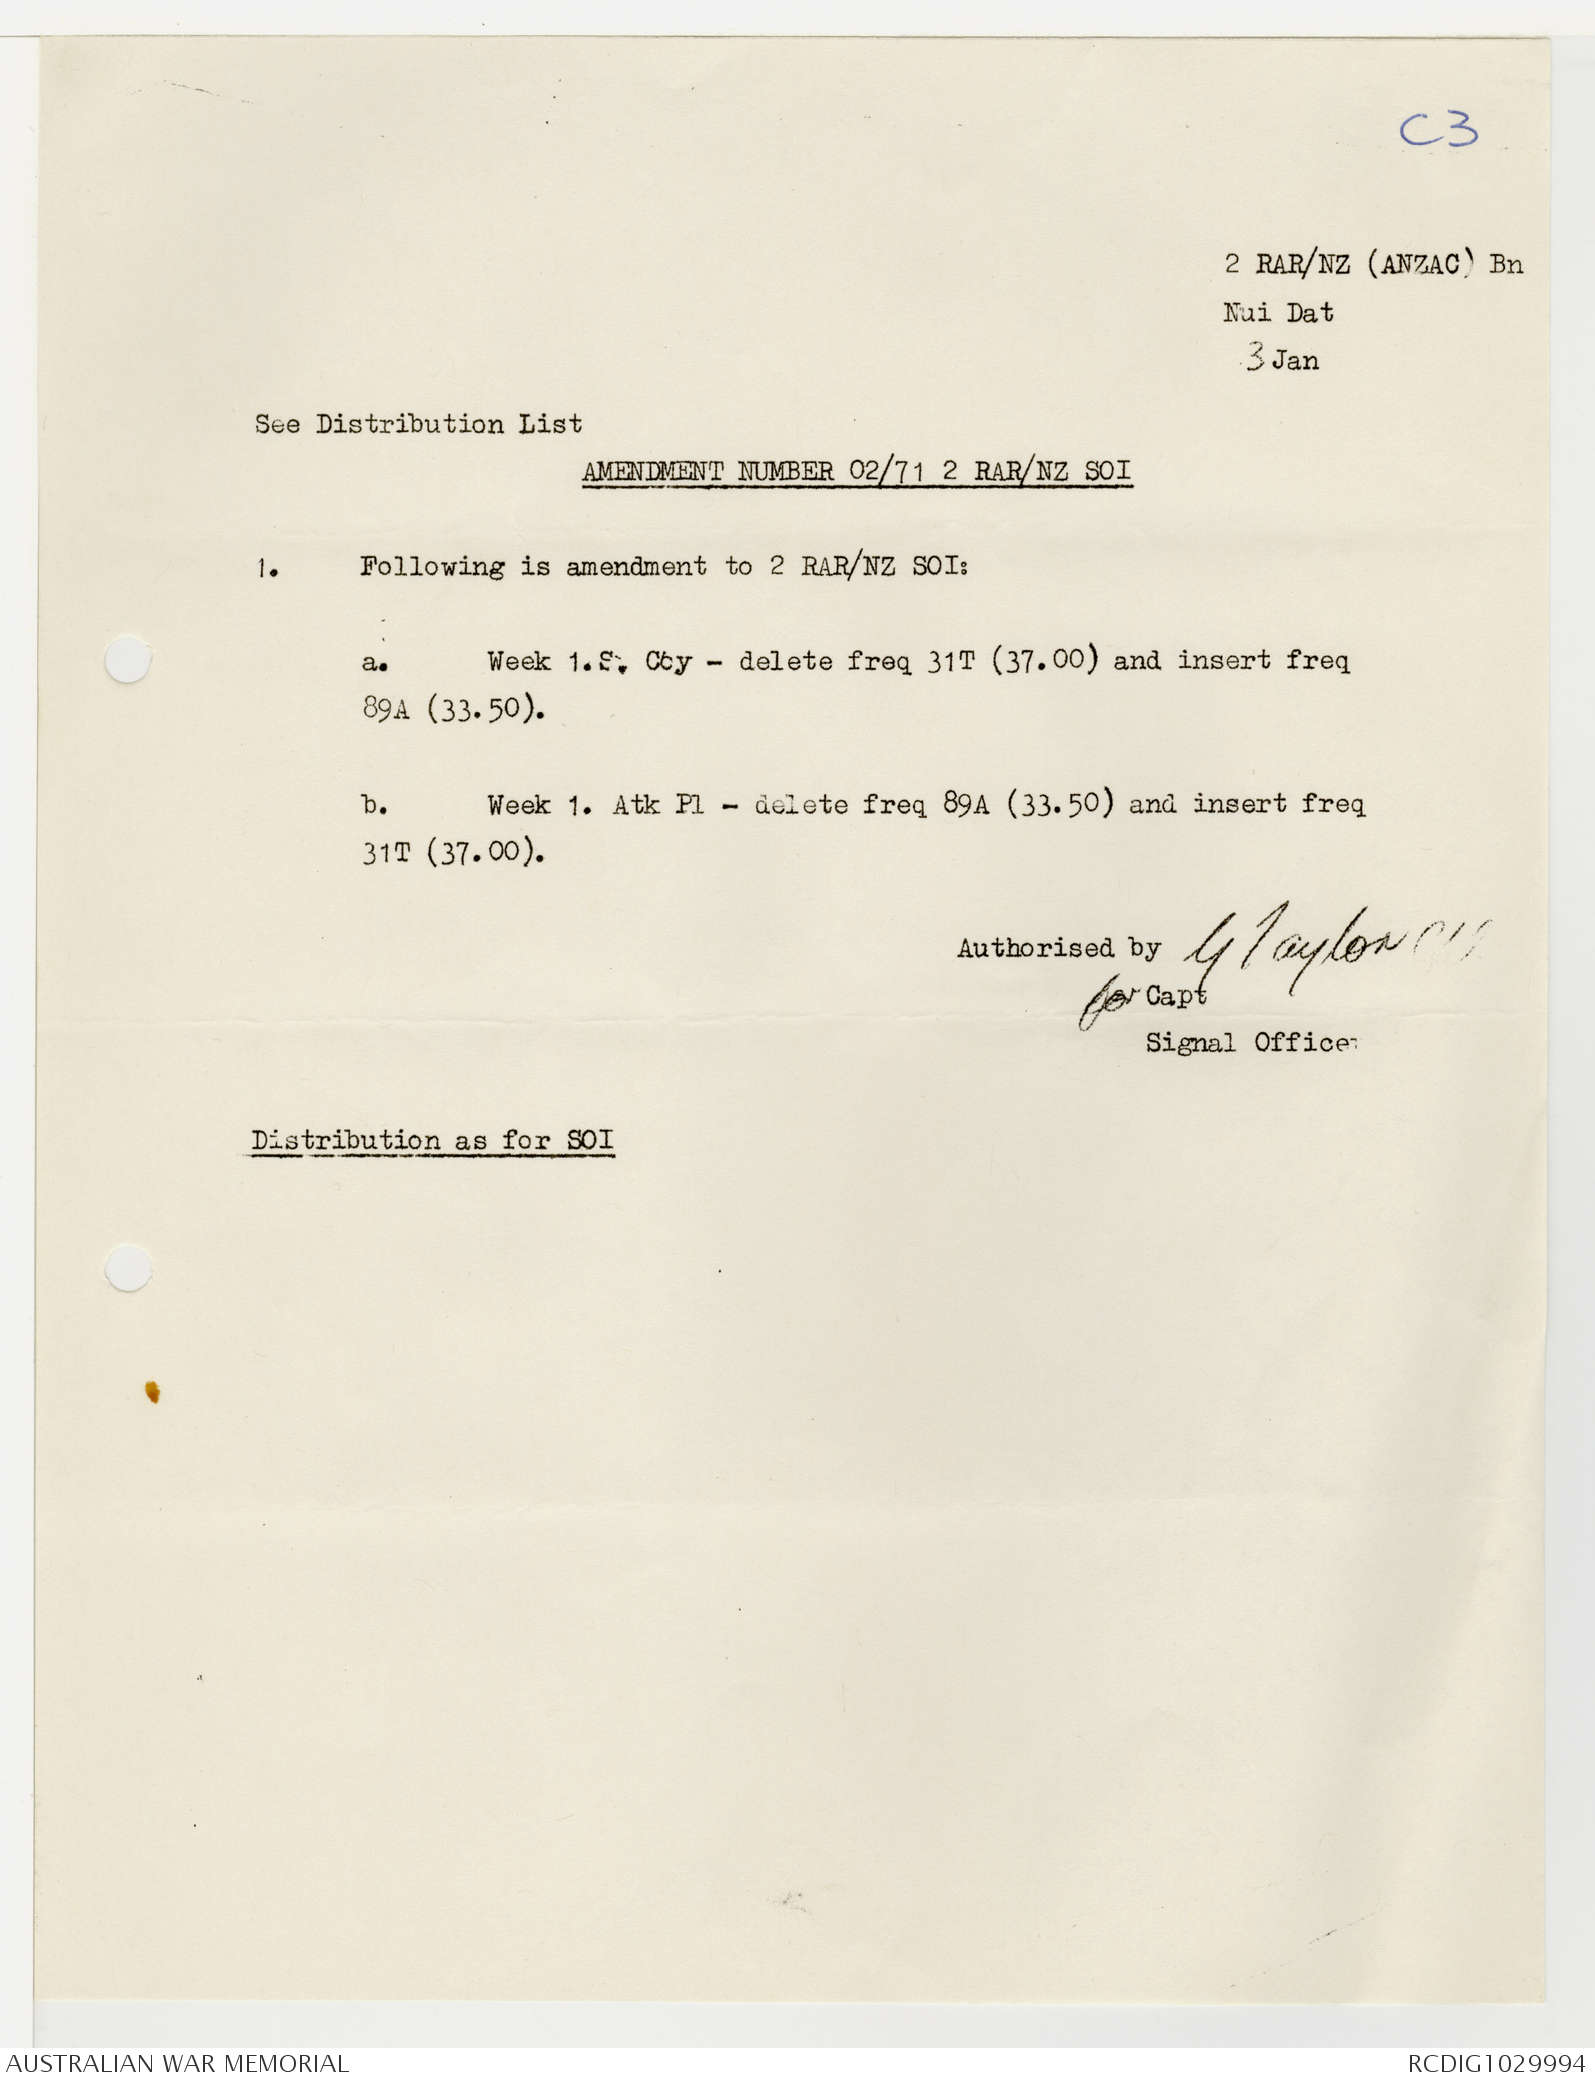 C3
2 RAR/NZ (ANZAC) Bn
Nui Dat
3 Jan
See Distribution List
AMENDMENT NUMBER 02/71 2 RAR/NZ SOI
1. Following is amendment to 2 RAR/NZ SOI:
a. Week 1. - delete freq 31T (37.00) and insert freq
89A (33.50).
b. Week 1. Atk Pl - delete freq 89A (33.50) and insert freq
31T (37.00).
Authorised by G Taylor
for Capt
Signal Officer
Distribution as for SOI
AUSTRALIAN WAR MEMORIAL
RCDIG1029994